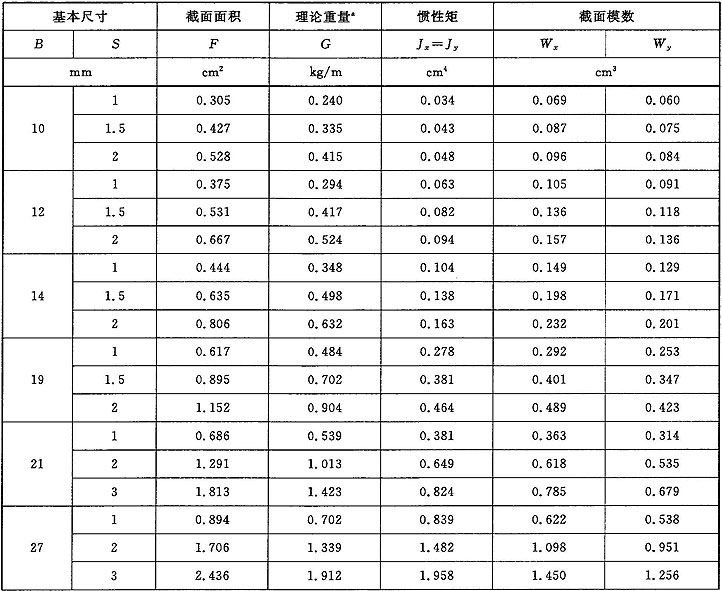 基本尺寸 截面面积 理论重量ᵃ 惯性矩 截面模数
B S F G Jx=Jy Wx Wy
mm cm² kg/m cm⁴ cm³
10 1 0.305 0.240 0.034 0.069 0.060
1.5 0.427 0.335 0.043 0.087 0.075
2 0.528 0.415 0.048 0.096 0.084
12 1 0.375 0.294 0.063 0.105 0.091
1.5 0.531 0.417 0.082 0.136 0.118
2 0.667 0.524 0.094 0.157 0.136
14 1 0.444 0.348 0.104 0.149 0.129
1.5 0.635 0.498 0.138 0.198 0.171
2 0.806 0.632 0.163 0.232 0.201
19 1 0.617 0.484 0.278 0.292 0.253
1.5 0.895 0.702 0.381 0.401 0.347
2 1.152 0.904 0.464 0.489 0.423
21 1 0.686 0.539 0.381 0.363 0.314
2 1.291 1.013 0.649 0.618 0.535
3 1.813 1.423 0.824 0.785 0.679
27 1 0.894 0.702 0.839 0.622 0.538
2 1.706 1.339 1.482 1.098 0.951
3 2.436 1.912 1.958 1.450 1.256